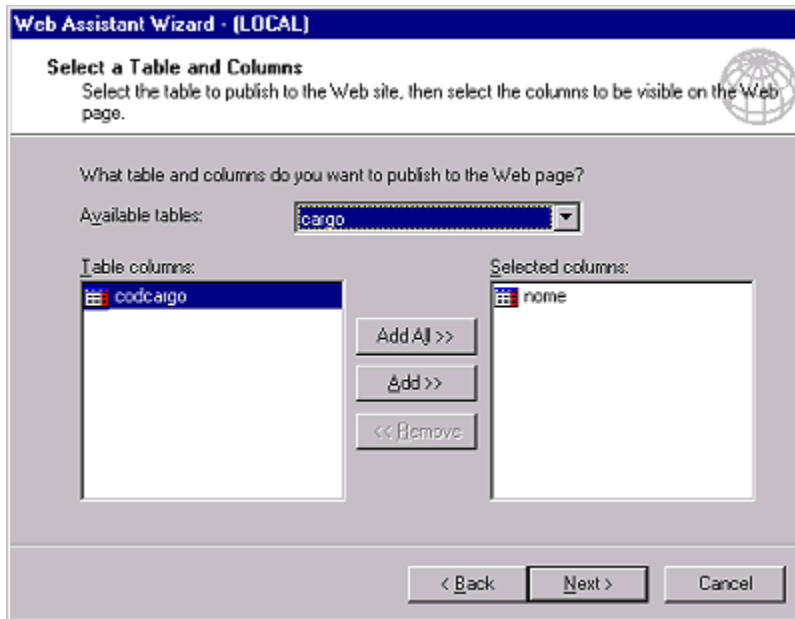 Web Assistant Wizard - (LOCAL)
Select a Table and Columns
Select the table to publish to the Web site, then select the columns to be visible on the Web
page.
What table and columns do you want to publish to the Web page?
Available tables:
cargo
Table columns:
Selected columns:
codcargo
nome
Add All >>
Add >>
<< Remove
< Back
Next >
Cancel